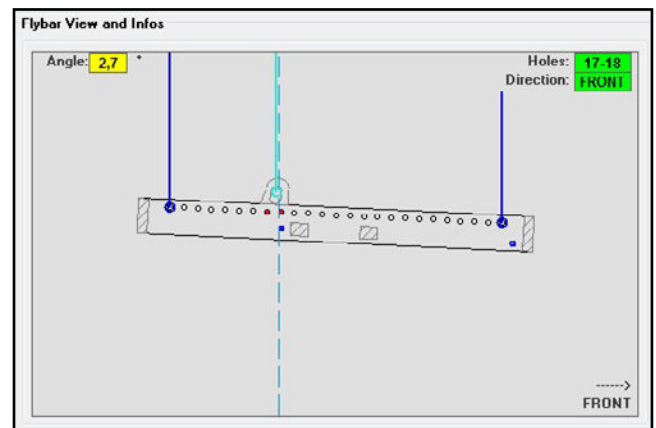 Flybar View and Infos
Angle: 2,7 °
Holes: 17-18
Direction: FRONT
----->
FRONT